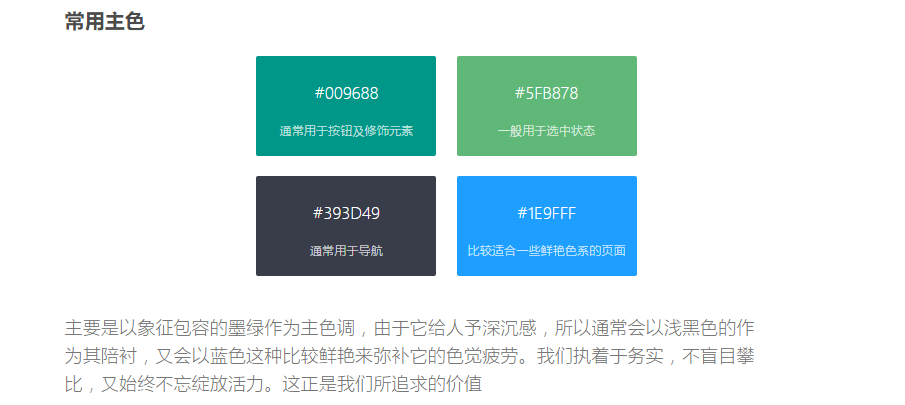 常用主色
#009688
通常用于按钮及修饰元素
#5FB878
一般用于选中状态
#393D49
通常用于导航
#1E9FFF
比较适合一些鲜艳色系的页面
主要是以象征包容的墨绿作为主色调，由于它给人予深沉感，所以通常会以浅黑色的作
为其陪衬，又会以蓝色这种比较鲜艳来弥补它的色觉疲劳。我们执着于务实，不盲目攀
比，又始终不忘绽放活力。这正是我们所追求的价值